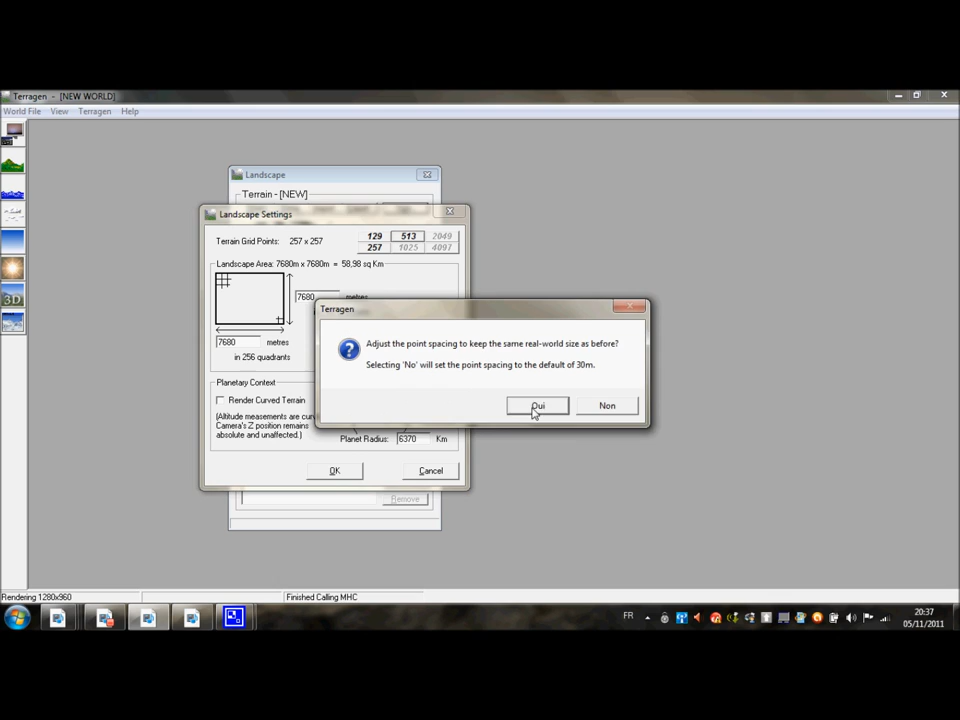 Terragen - [NEW WORLD]
World File View Terragen Help
Landscape
Terrain - [NEW]
Landscape Settings
Terrain Grid Points: 257 x 257
129 513 2049
257 1025 4097
Landscape Area: 7680m x 7680m = 58,98 sq Km
7680 metres
7680 metres
in 256 quadrants
Terragen
Adjust the point spacing to keep the same real-world size as before?
Selecting 'No' will set the point spacing to the default of 30m.
Oui Non
Planetary Context
Render Curved Terrain
(Altitude measements are cur
Camera's Z position remains
absolute and unaffected.)
Planet Radius: 6370 Km
OK Cancel
Remove
Rendering 1280x960 Finished Calling MHC
FR
20:37
05/11/2011